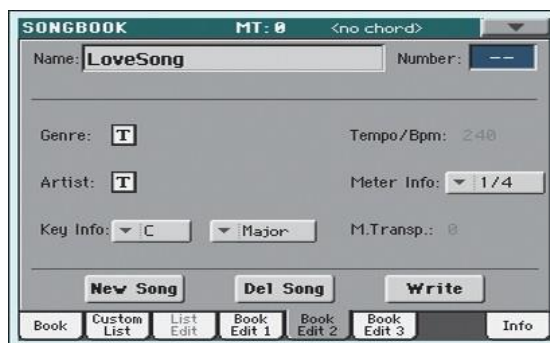 SONGBOOK MT: 0 <no chord>
Name: LoveSong Number: --
Genre: T Tempo/Bpm: 240
Artist: T Meter Info: 1/4
Key Info: C Major M.Transp.: 0
New Song Del Song Write
Book Custom List List Edit Book Edit 1 Book Edit 2 Book Edit 3 Info